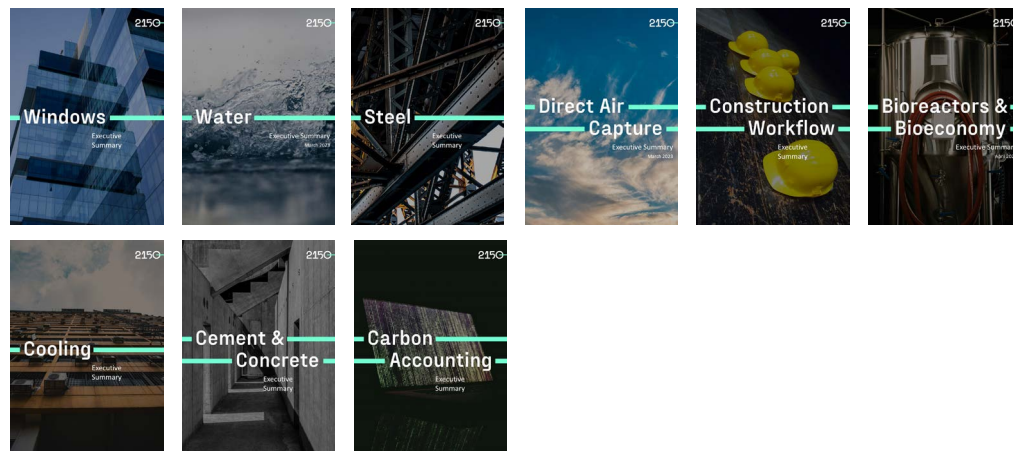 2150
Windows
Executive
Summary
2150
Water
Executive Summary
March 2023
2150
Steel
Executive
Summary
2150
Direct Air
Capture
Executive Summary
March 2023
2150
Construction
Workflow
Executive
Summary
2150
Bioreactors &
Bioeconomy
Executive Summary
2150
Cooling
Executive
Summary
2150
Cement &
Concrete
Executive
Summary
2150
Carbon
Accounting
Executive
Summary